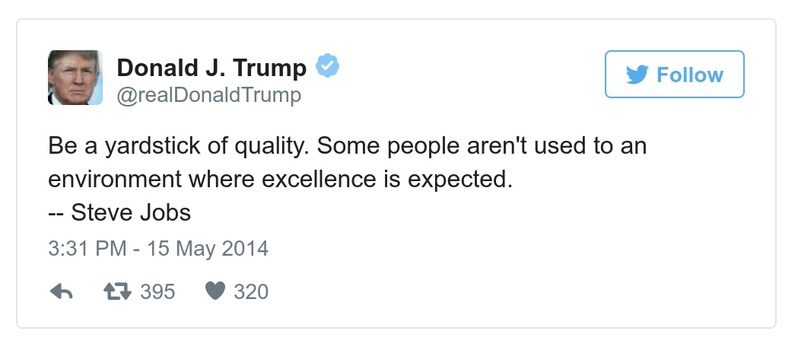 Donald J. Trump
@realDonaldTrump
Follow
Be a yardstick of quality. Some people aren't used to an
environment where excellence is expected.
-- Steve Jobs
3:31 PM - 15 May 2014
395 320